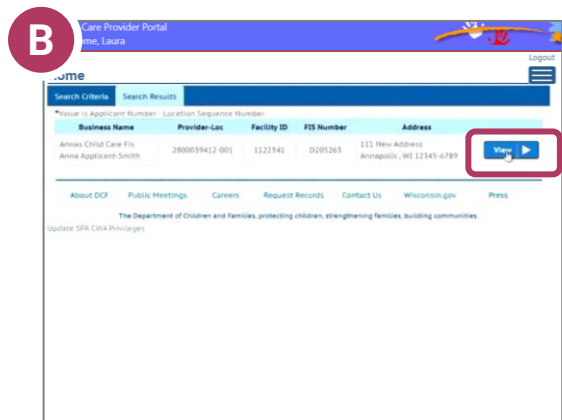 B
Care Provider Portal
ome, Laura
Logout
ome
Search Criteria Search Results
*Value is Applicant Number - Location Sequence Number
Business Name Provider-Loc Facility ID FIS Number Address
Annas Child Care Fis
Anna Applicant-Smith
2800039412-001 1122341 D205263
111 New Address
Annapolis , WI 12345-6789
View
About DCF Public Meetings Careers Request Records Contact Us Wisconsin.gov Press
The Department of Children and Families, protecting children, strengthening families, building communities
Update SPA CWA Privileges